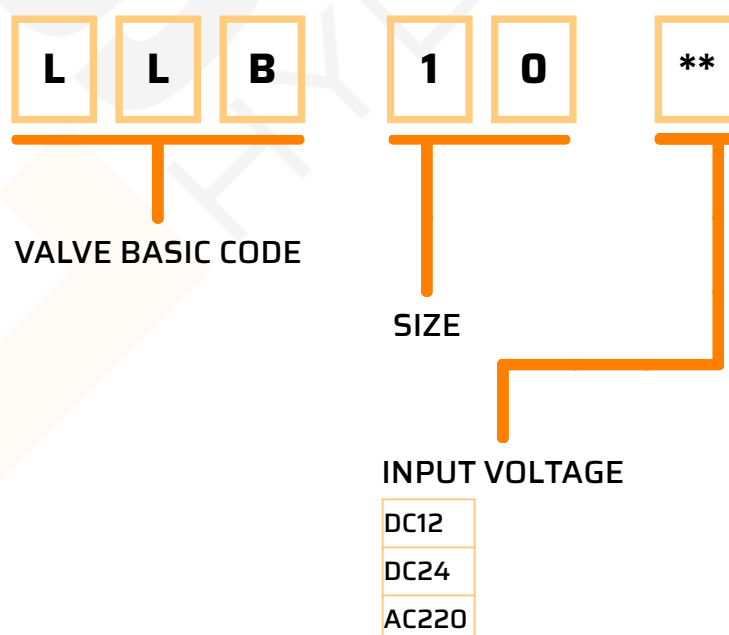 L L B 1 0 **
VALVE BASIC CODE
SIZE
INPUT VOLTAGE
DC12
DC24
AC220